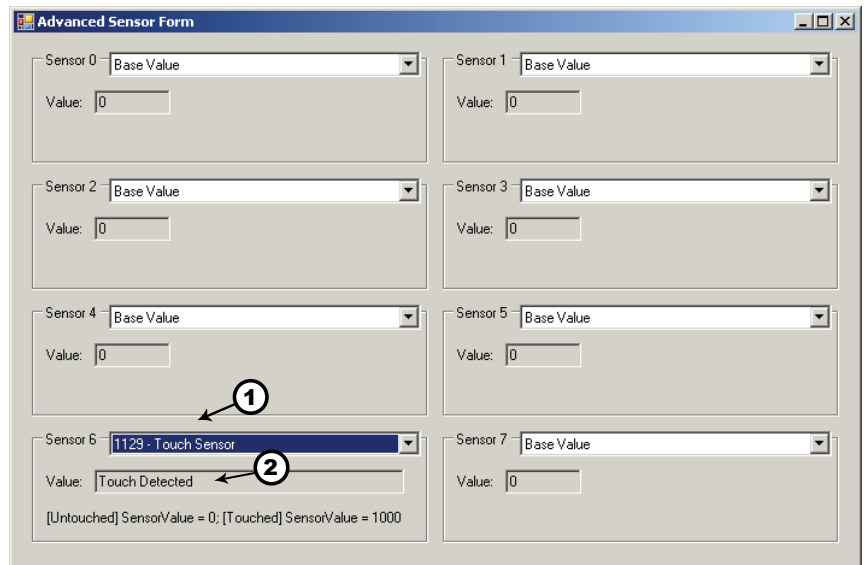 Advanced Sensor Form
Sensor 0 Base Value
Value: 0
Sensor 1 Base Value
Value: 0
Sensor 2 Base Value
Value: 0
Sensor 3 Base Value
Value: 0
Sensor 4 Base Value
Value: 0
Sensor 5 Base Value
Value: 0
1
Sensor 6 1129 - Touch Sensor
2
Value: Touch Detected
[Untouched] SensorValue = 0; [Touched] SensorValue = 1000
Sensor 7 Base Value
Value: 0